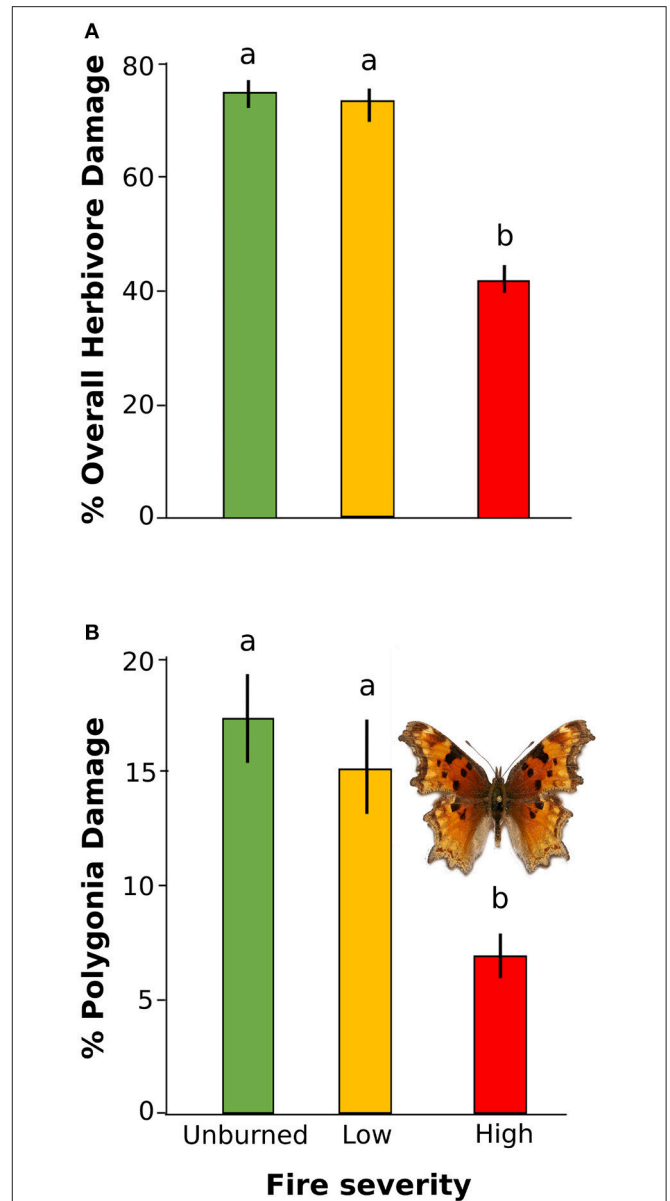 A
% Overall Herbivore Damage
80
60
40
20
0
a
a
b
B
% Polygonia Damage
20
15
10
5
0
a
a
b
Unburned Low High
Fire severity